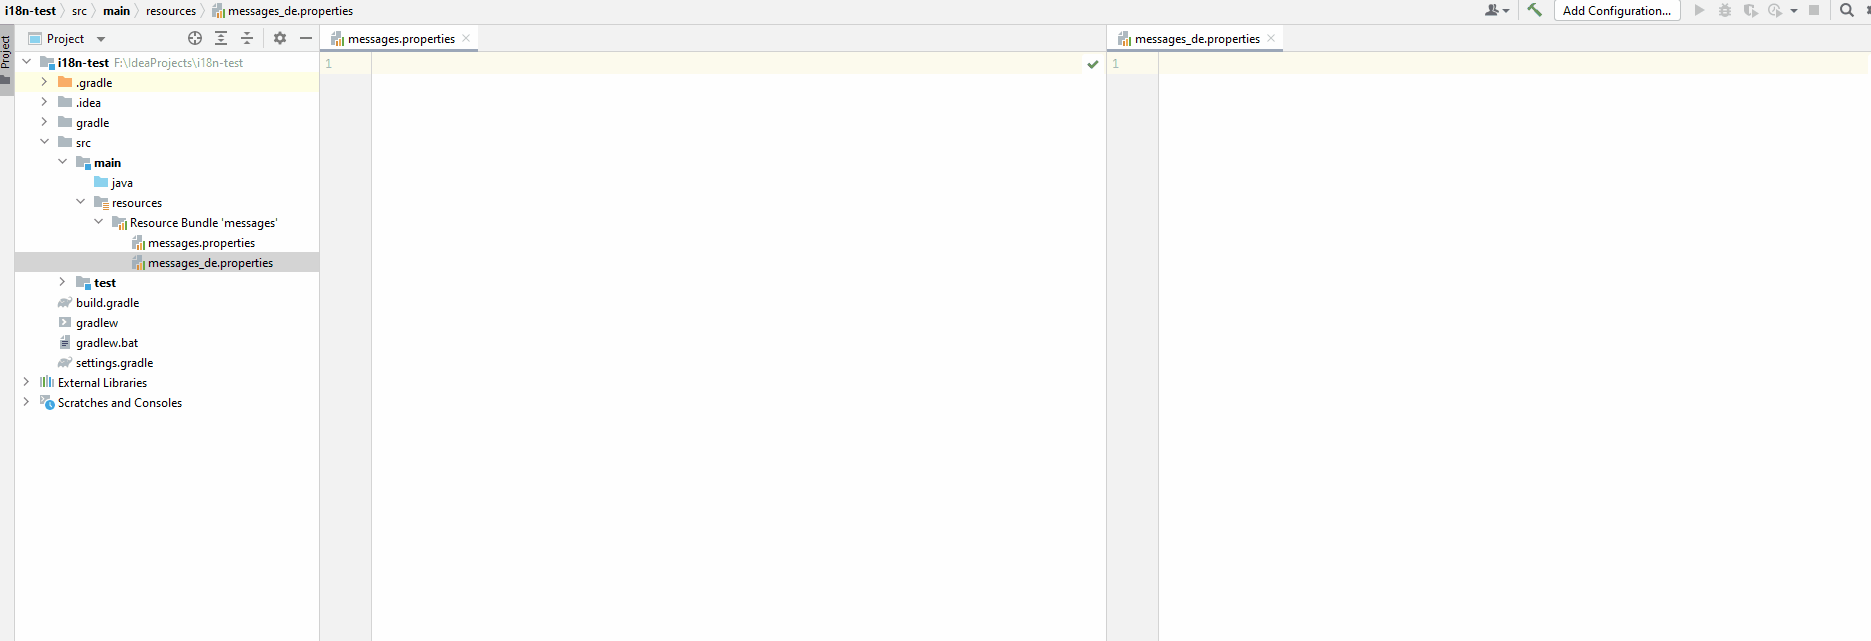 i18n-test src main resources messages_de.properties
Add Configuration...
Project
Project
messages.properties
messages_de.properties
i18n-test F:\IdeaProjects\i18n-test
.gradle
.idea
gradle
src
main
java
resources
Resource Bundle 'messages'
messages.properties
messages_de.properties
test
build.gradle
gradlew
gradlew.bat
settings.gradle
External Libraries
Scratches and Consoles
1
1